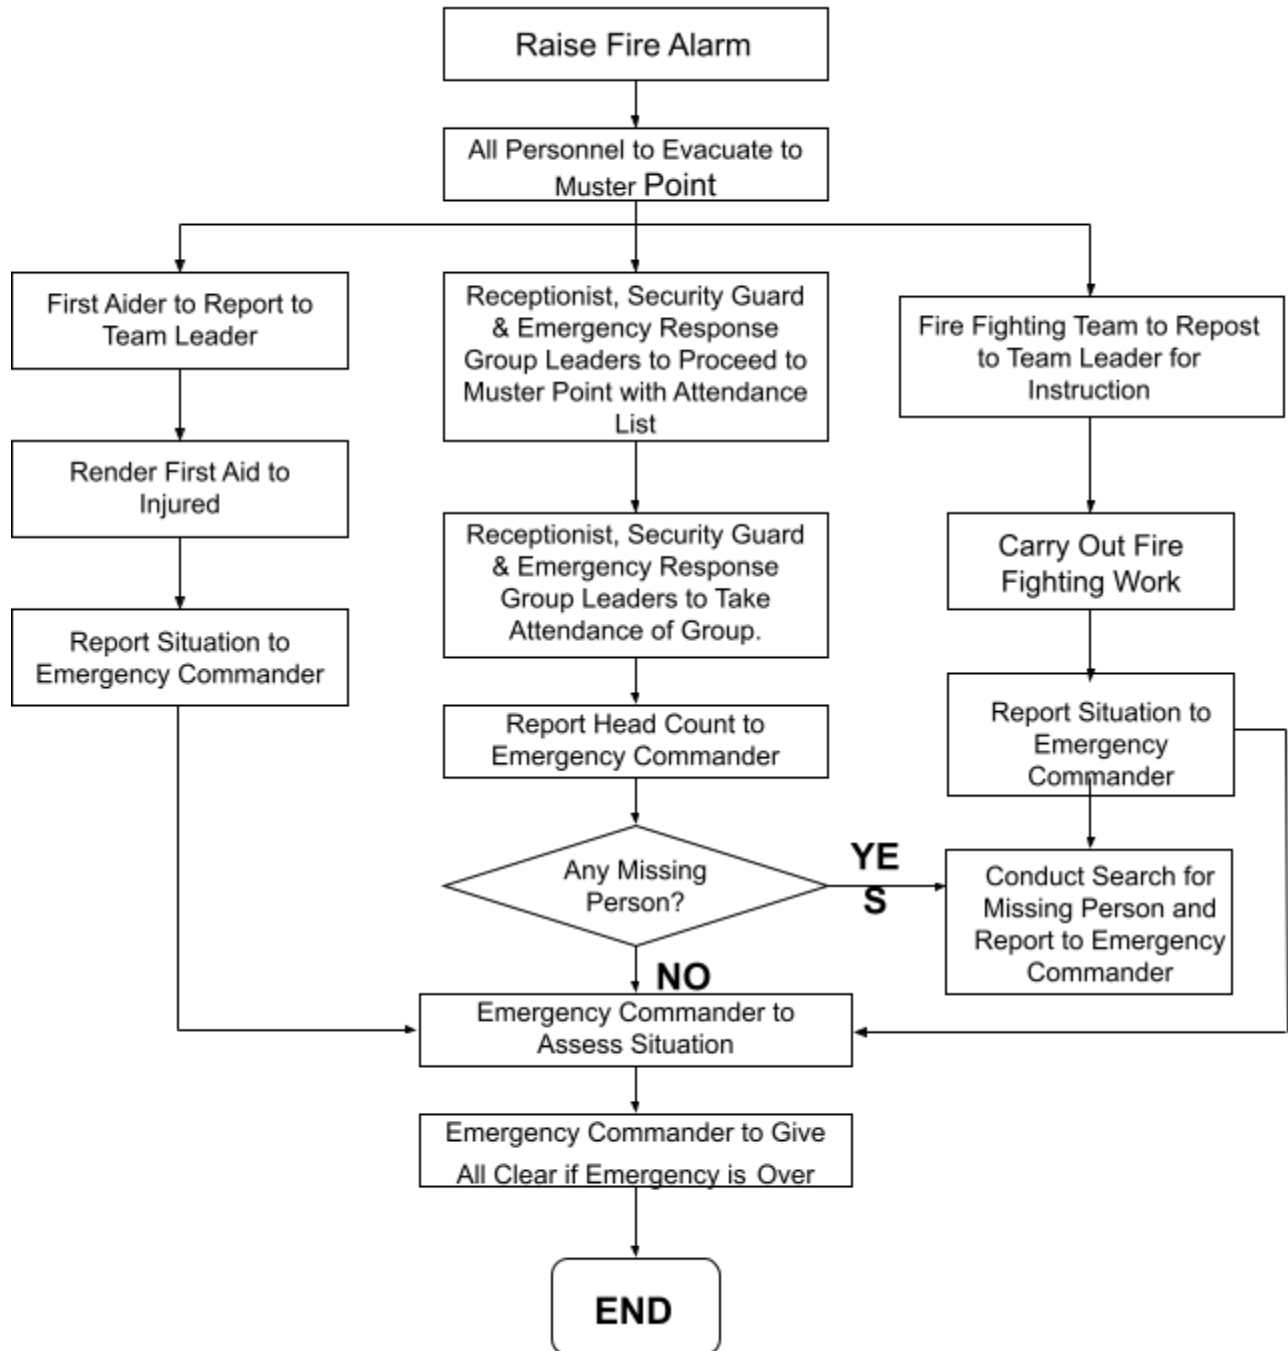 Raise Fire Alarm
All Personnel to Evacuate to
Muster Point
First Aider to Report to
Team Leader
Receptionist, Security Guard
& Emergency Response
Group Leaders to Proceed to
Muster Point with Attendance
List
Fire Fighting Team to Repost
to Team Leader for
Instruction
Render First Aid to
Injured
Receptionist, Security Guard
& Emergency Response
Group Leaders to Take
Attendance of Group.
Carry Out Fire
Fighting Work
Report Situation to
Emergency Commander
Report Head Count to
Emergency Commander
Report Situation to
Emergency
Commander
Any Missing
Person?
YE
S
Conduct Search for
Missing Person and
Report to Emergency
Commander
NO
Emergency Commander to
Assess Situation
Emergency Commander to Give
All Clear if Emergency is Over
END